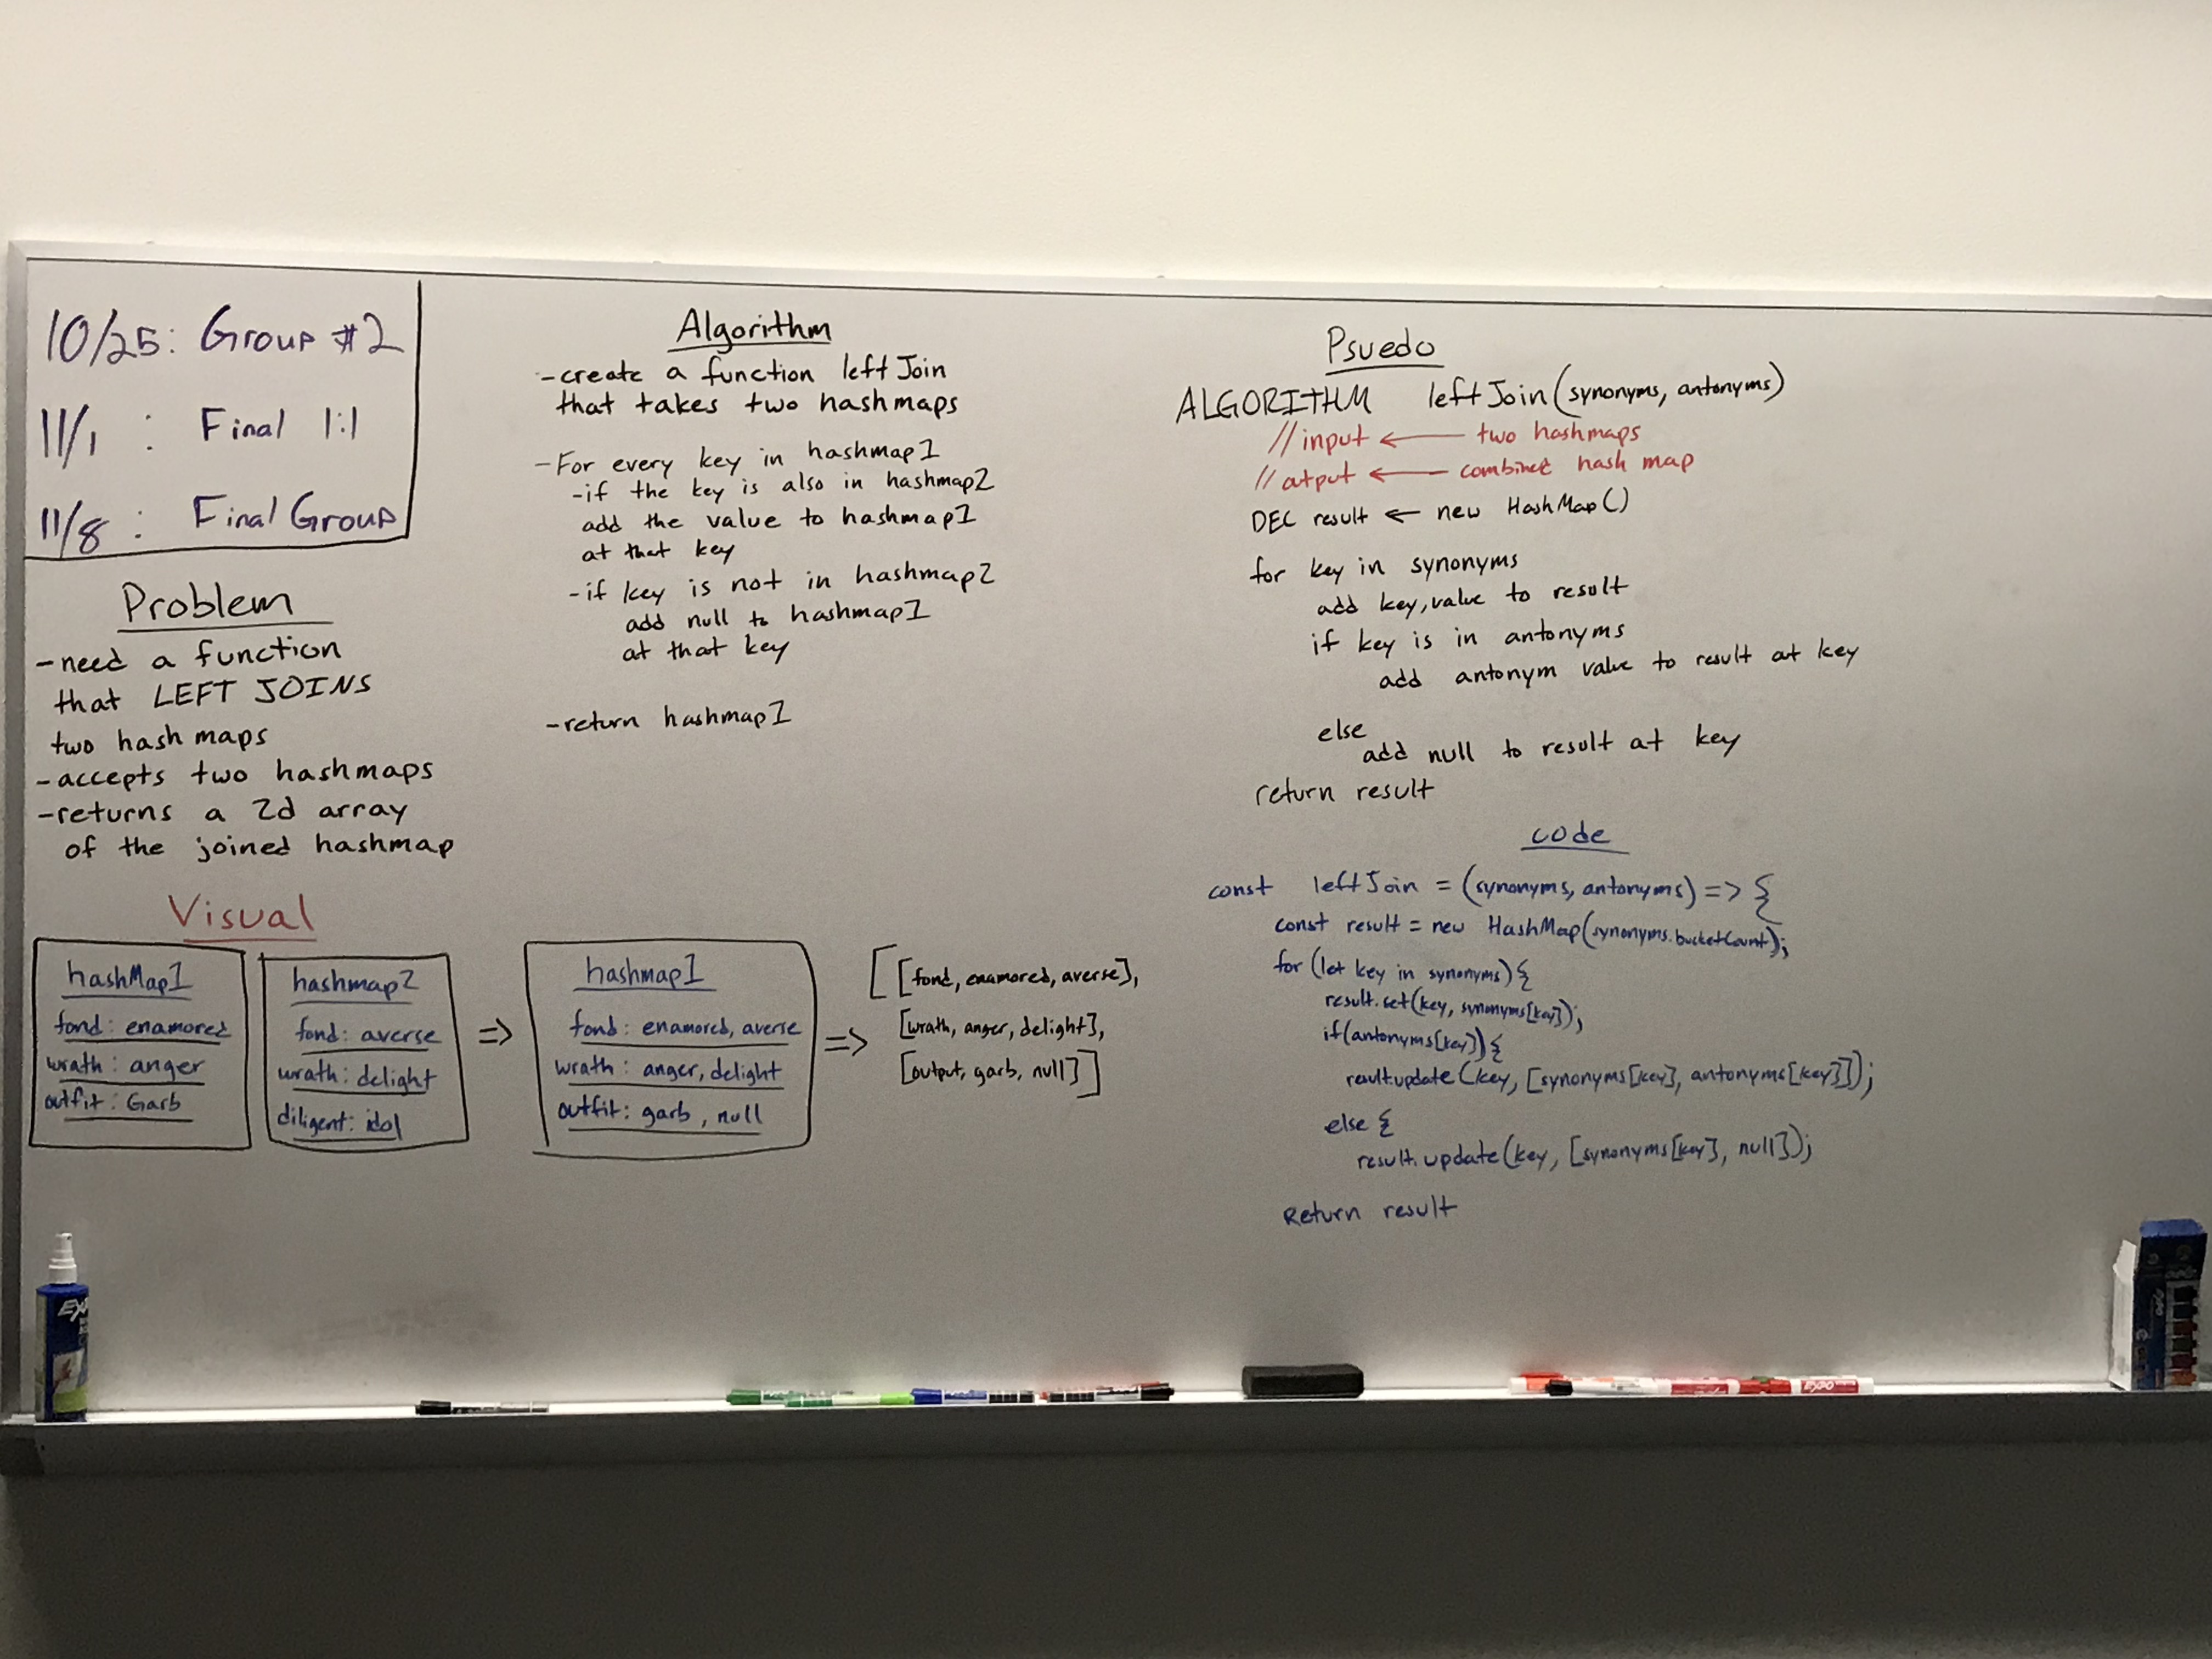 10/25: Group #2
11/1 : Final 1:1
11/8 : Final Group
Problem
-need a function
that LEFT JOINS
two hash maps
-accepts two hashmaps
-returns a 2d array
of the joined hashmap
Visual
hashMap1
fond: enamored
wrath: anger
outfit: Garb
hashmap2
fond: averse
wrath: delight
diligent: idol
=>
hashmap1
fond: enamored, averse
wrath: anger, delight
outfit: garb, null
=>
[[fond, enamored, averse],
[wrath, anger, delight],
[output, garb, null]]
Algorithm
-create a function leftJoin
that takes two hashmaps
-For every key in hashmap1
-if the key is also in hashmap2
add the value to hashmap1
at that key
-if key is not in hashmap2
add null to hashmap1
at that key
-return hashmap1
Psuedo
ALGORITHM leftJoin(synonyms, antonyms)
//input ← two hashmaps
//atput ← combined hash map
DEC result ← new HashMap()
for key in synonyms
add key,value to result
if key is in antonyms
add antonym value to result at key
else
add null to result at key
return result
code
const leftJoin = (synonyms, antonyms) => {
const result = new HashMap(synonyms.bucketCount);
for (let key in synonyms) {
result.set(key, synonyms[key]);
if(antonyms[key]) {
result.update(key, [synonyms[key], antonyms[key]]);
else {
result.update(key, [synonyms[key], null]);
Return result
EXPO